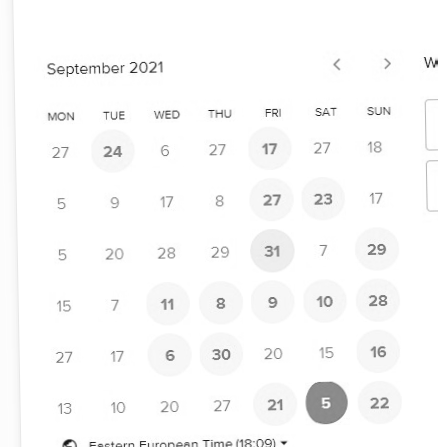 September 2021 < >
MON TUE WED THU FRI SAT SUN
27 24 6 27 17 27 18
5 9 17 8 27 23 17
5 20 28 29 31 7 29
15 7 11 8 9 10 28
27 17 6 30 20 15 16
13 10 20 27 21 5 22
Eastern European Time (18:09)